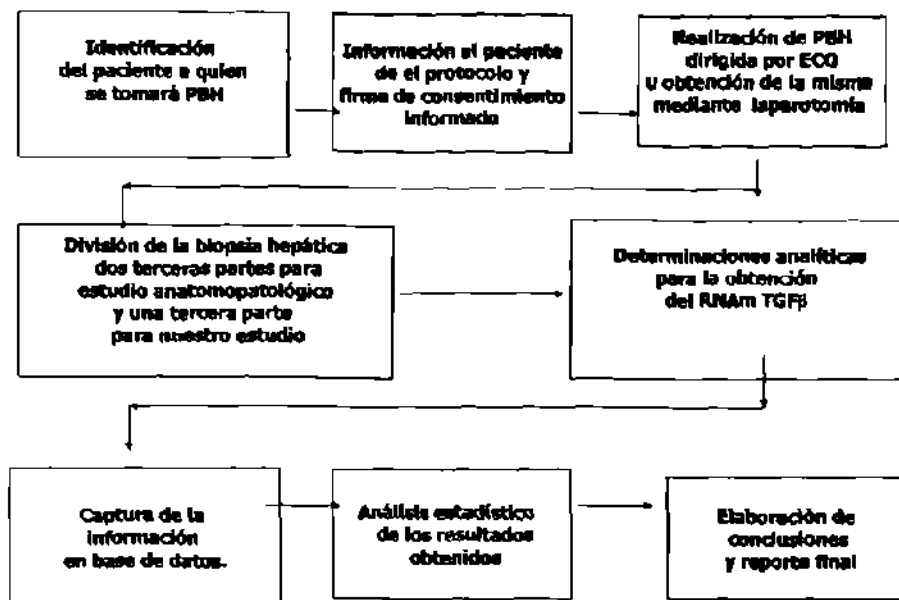 Identificación
del paciente a quien
se tomará PBH
Información al paciente
de el protocolo y
firma de consentimiento
informado
Realización de PBH
dirigida por ECO
u obtención de la misma
mediante laparotomía
División de la biopsia hepática
dos terceras partes para
estudio anatomopatológico
y una tercera parte
para nuestro estudio
Determinaciones analíticas
para la obtención
del RNAm TGFβ
Captura de la
información
en base de datos.
Análisis estadístico
de los resultados
obtenidos
Elaboración de
conclusiones
y reporte final